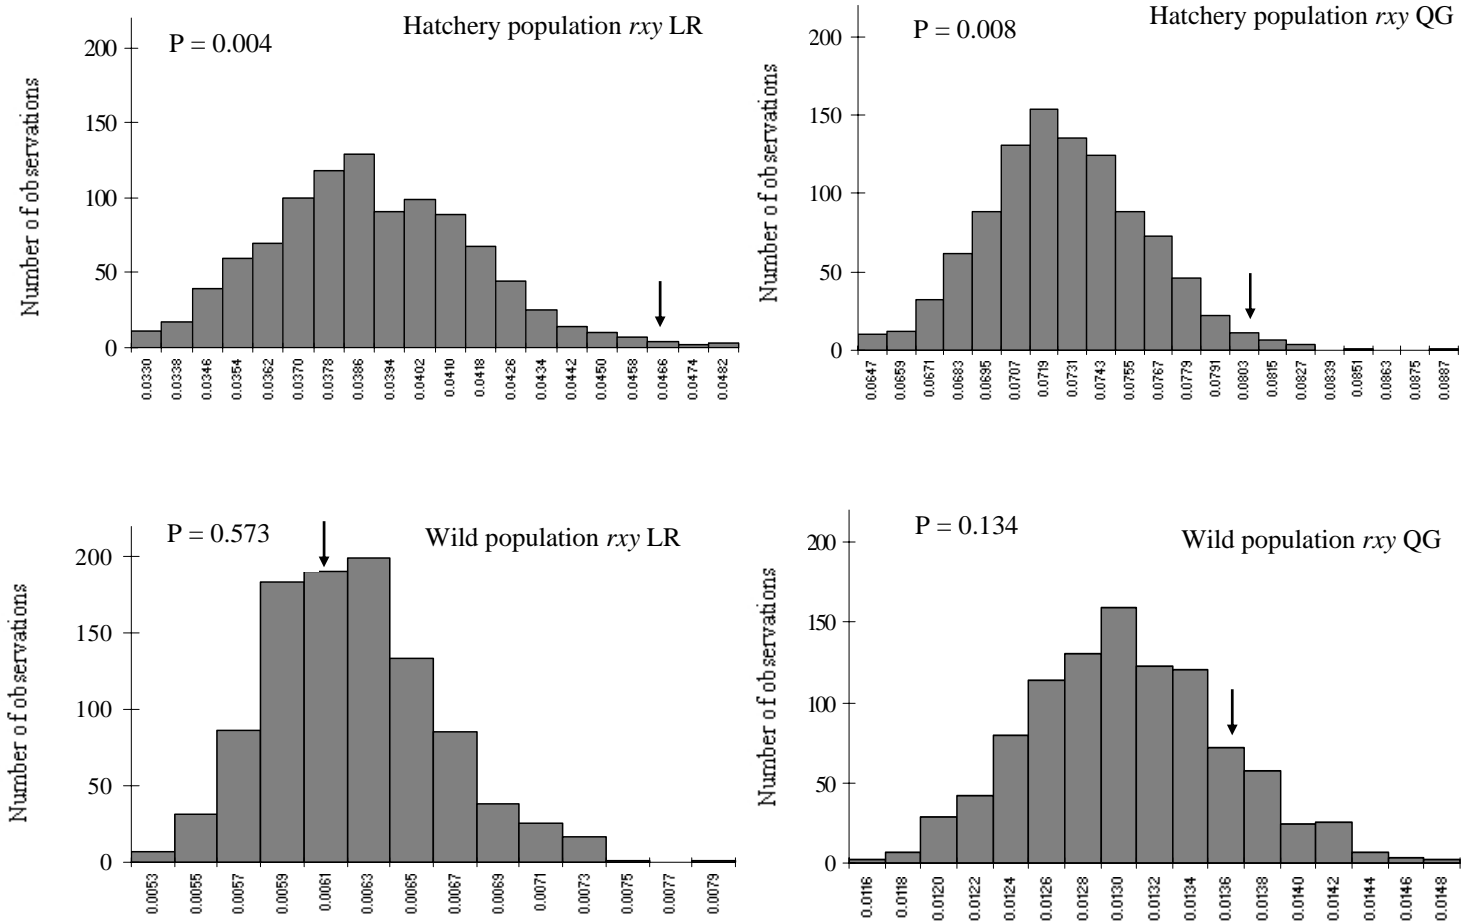 Hatchery population rxy LR
P = 0.004
Number of observations
200
150
100
50
0
0.0330 0.0338 0.0346 0.0354 0.0362 0.0370 0.0378 0.0386 0.0394 0.0402 0.0410 0.0418 0.0426 0.0434 0.0442 0.0450 0.0458 0.0466 0.0474 0.0482
Hatchery population rxy QG
P = 0.008
Number of observations
200
150
100
50
0
0.0647 0.0659 0.0671 0.0683 0.0695 0.0707 0.0719 0.0731 0.0743 0.0755 0.0767 0.0779 0.0791 0.0803 0.0815 0.0827 0.0839 0.0851 0.0863 0.0875 0.0887
Wild population rxy LR
P = 0.573
Number of observations
200
150
100
50
0
0.0053 0.0055 0.0057 0.0059 0.0061 0.0063 0.0065 0.0067 0.0069 0.0071 0.0073 0.0075 0.0077 0.0079
Wild population rxy QG
P = 0.134
Number of observations
200
150
100
50
0
0.0116 0.0118 0.0120 0.0122 0.0124 0.0126 0.0128 0.0130 0.0132 0.0134 0.0136 0.0138 0.0140 0.0142 0.0144 0.0146 0.0148